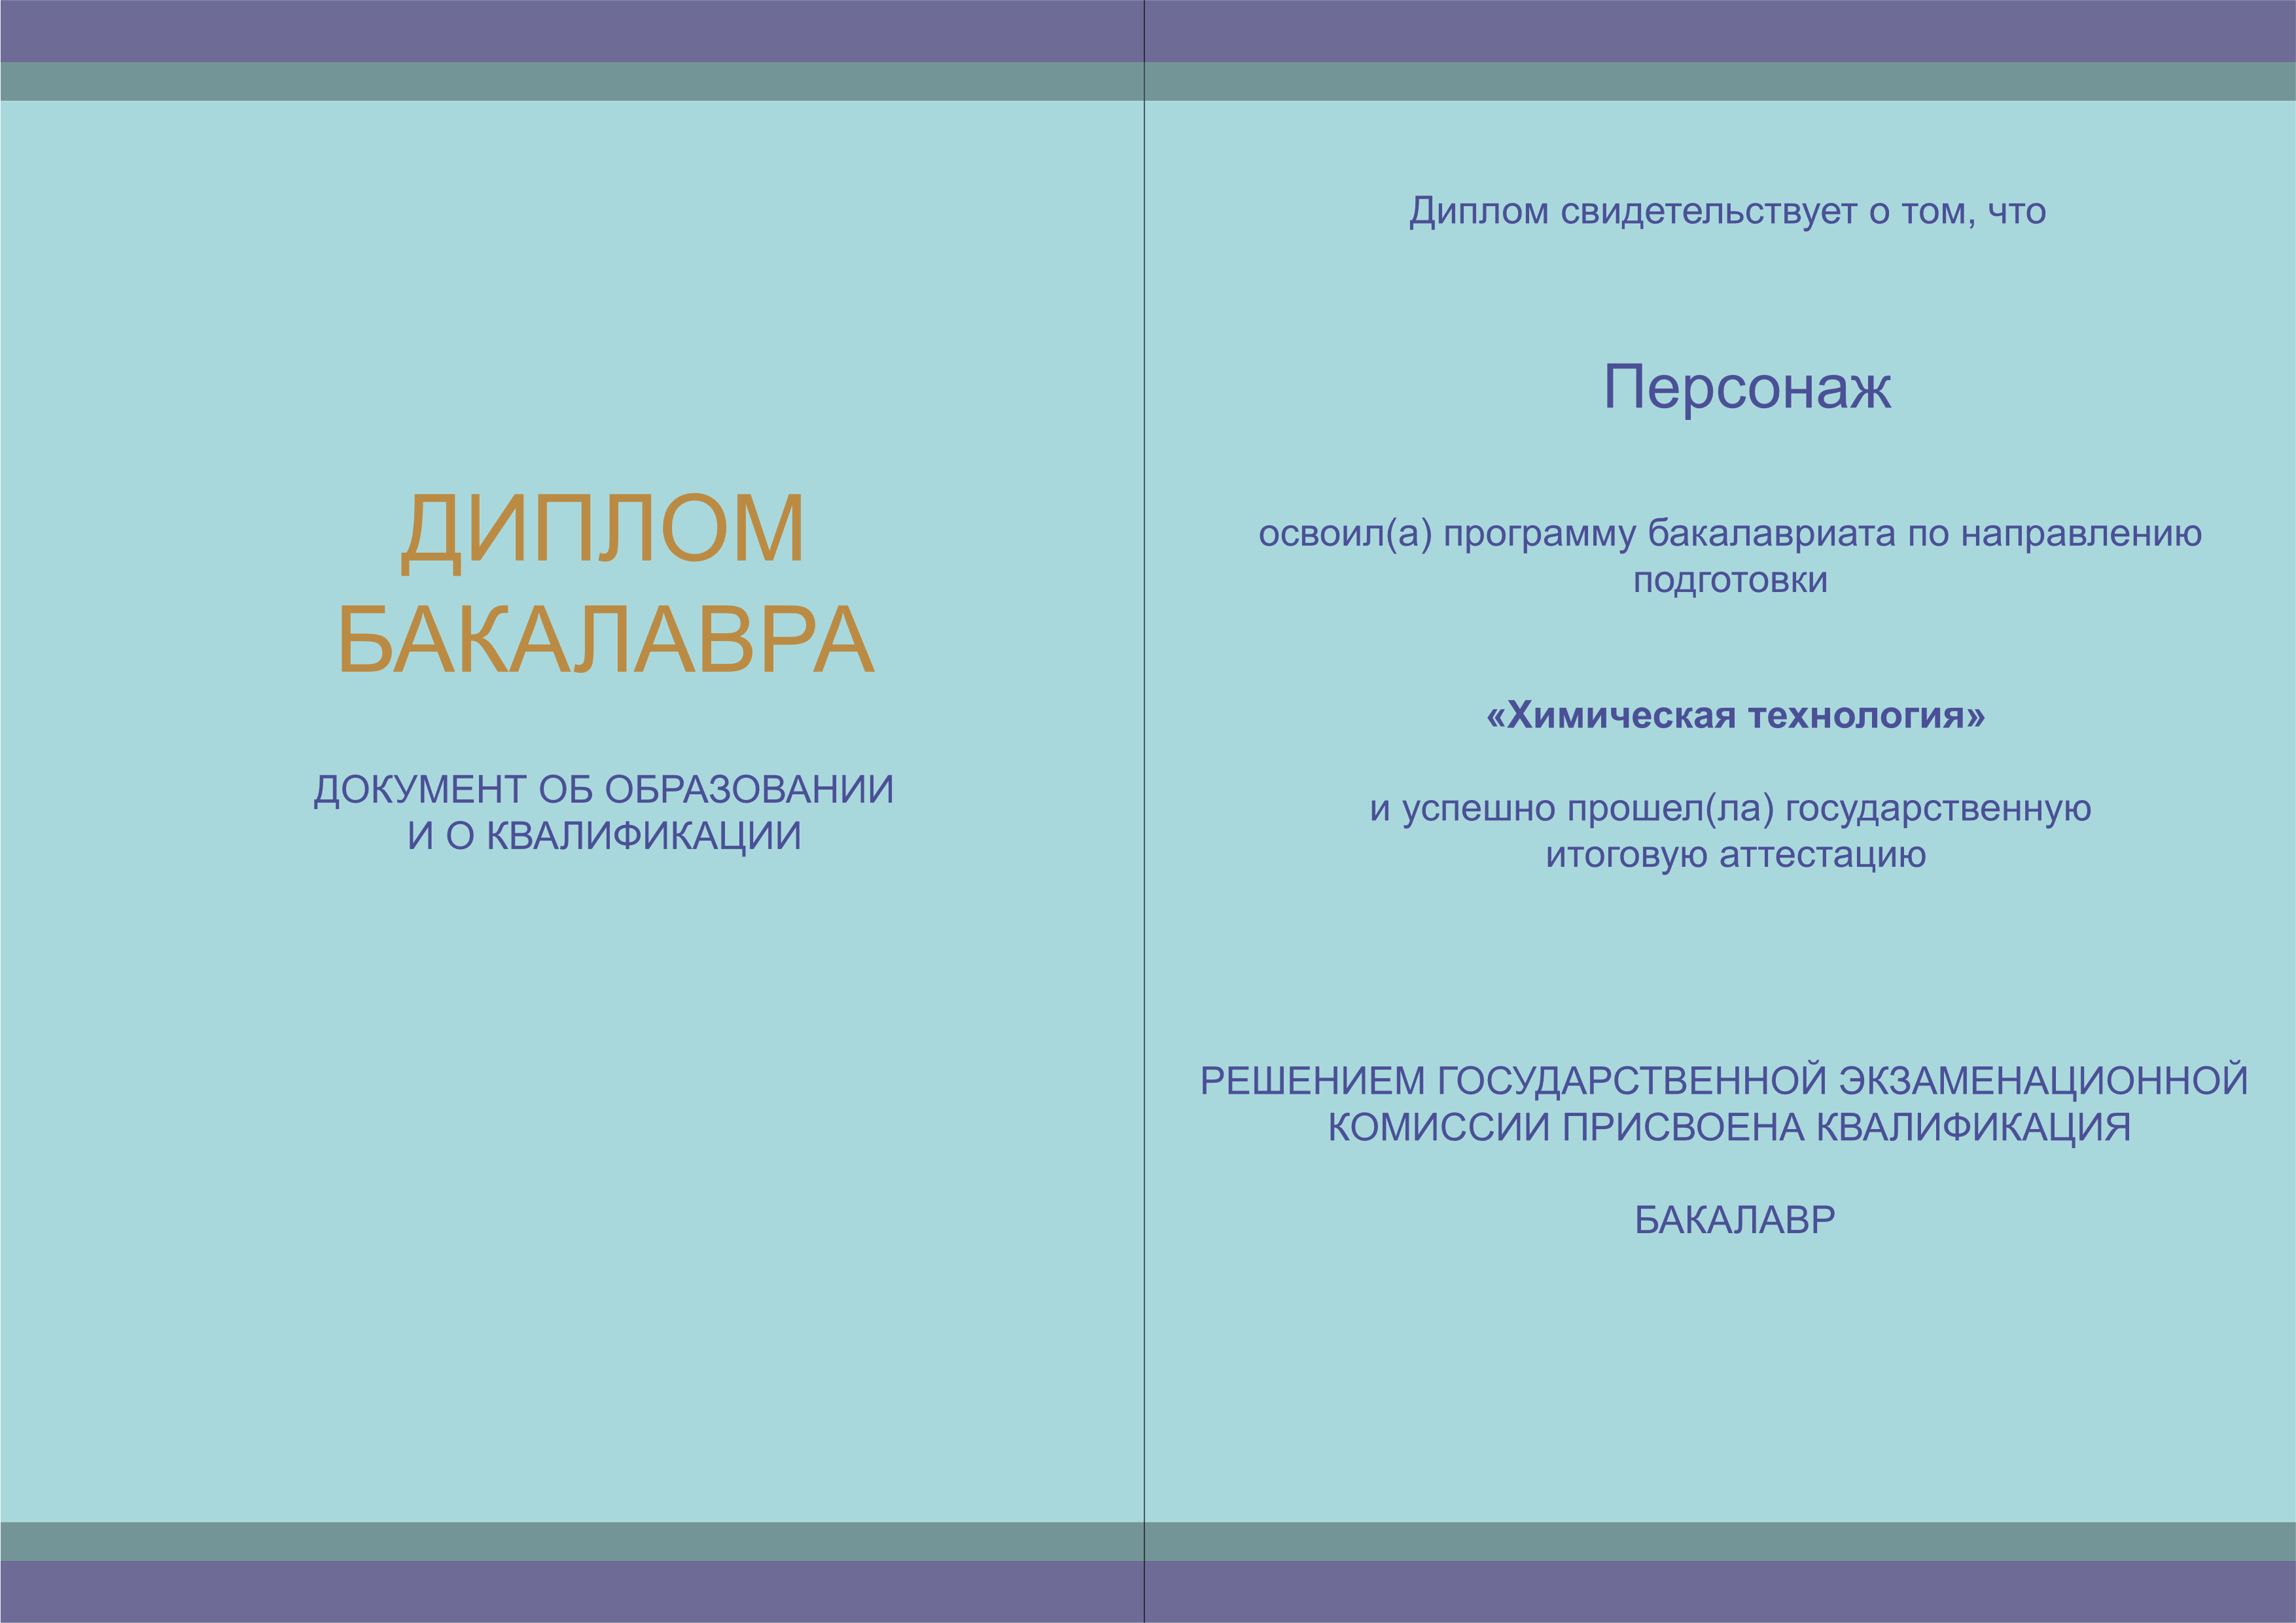 ДИПЛОМ
БАКАЛАВРА
ДОКУМЕНТ ОБ ОБРАЗОВАНИИ
И О КВАЛИФИКАЦИИ
Диплом свидетельствует о том, что
Персонаж
освоил(а) программу бакалавриата по направлению
подготовки
«Химическая технология»
и успешно прошел(ла) государственную
итоговую аттестацию
РЕШЕНИЕМ ГОСУДАРСТВЕННОЙ ЭКЗАМЕНАЦИОННОЙ
КОМИССИИ ПРИСВОЕНА КВАЛИФИКАЦИЯ
БАКАЛАВР